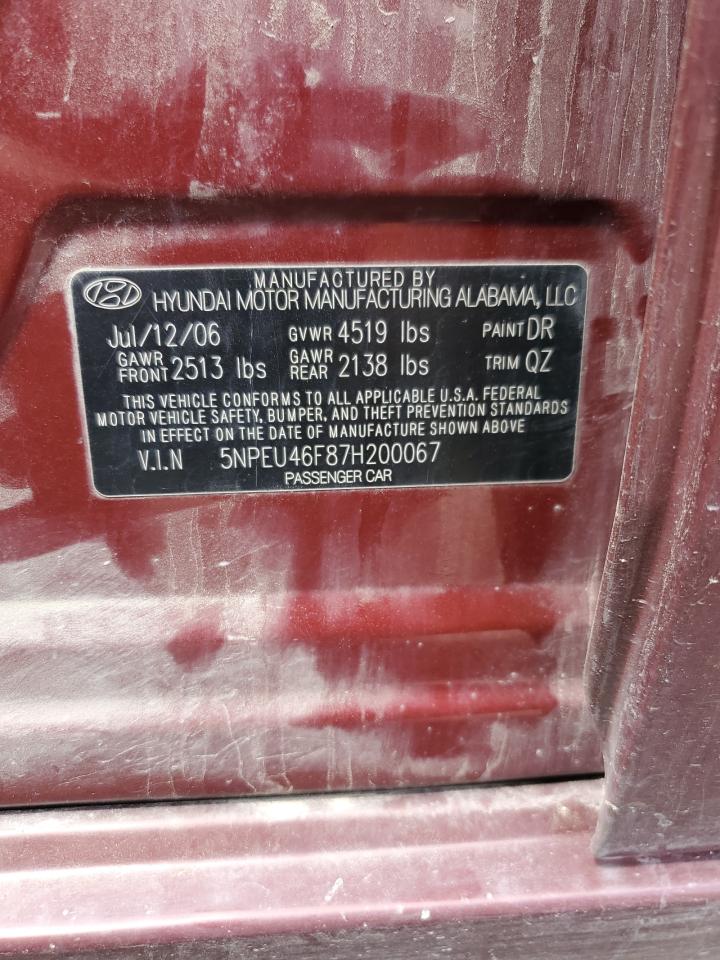 MANUFACTURED BY
HYUNDAI MOTOR MANUFACTURING ALABAMA, LLC
Jul/12/06 GVWR 4519 lbs PAINT DR
GAWR FRONT 2513 lbs GAWR REAR 2138 lbs TRIM QZ
THIS VEHICLE CONFORMS TO ALL APPLICABLE U.S.A. FEDERAL
MOTOR VEHICLE SAFETY, BUMPER, AND THEFT PREVENTION STANDARDS
IN EFFECT ON THE DATE OF MANUFACTURE SHOWN ABOVE
V.I.N 5NPEU46F87H200067
PASSENGER CAR